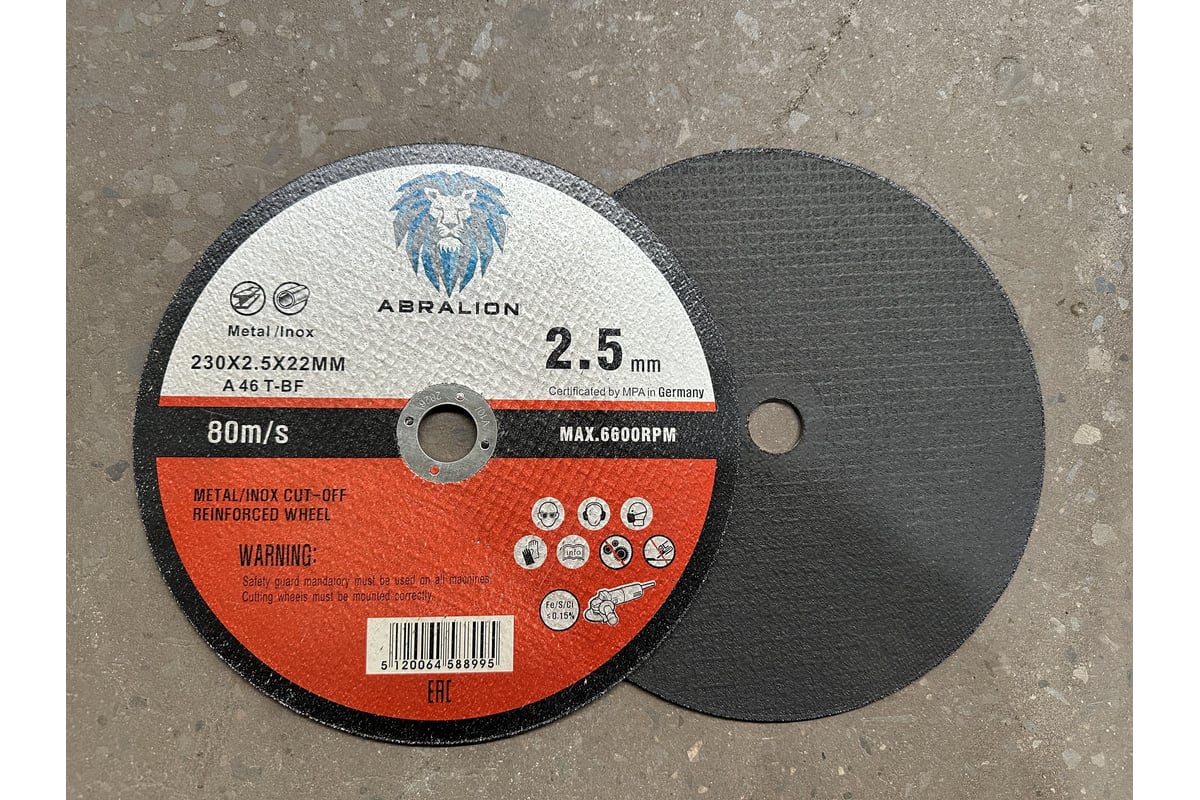 ABRALION
Metal /Inox
230X2.5X22MM
A 46 T-BF
2.5 mm
Certificated by MPA in Germany
80m/s
MAX.6600RPM
METAL/INOX CUT-OFF
REINFORCED WHEEL
WARNING:
Safety guard mandatory must be used on all machines.
Cutting wheels must be mounted correctly.
info
Fe/S/Cl
≤0.15%
5 120064 588995
EAC